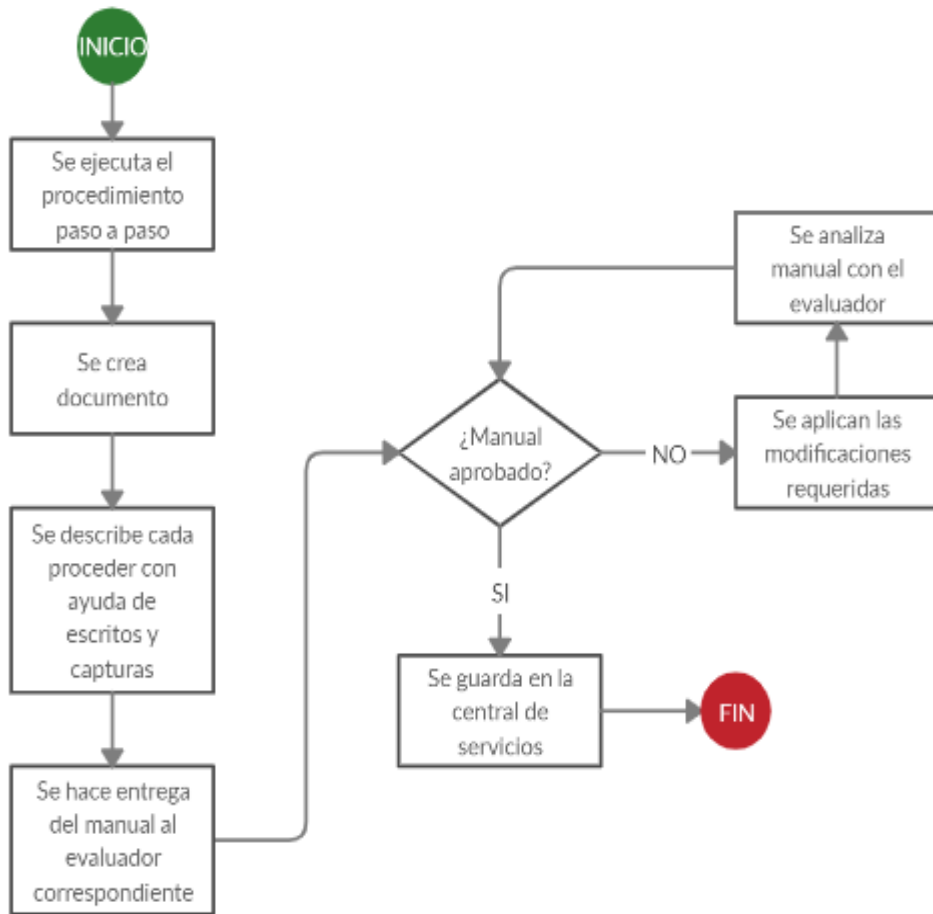 INICIO
Se ejecuta el
procedimiento
paso a paso
Se crea
documento
Se describe cada
proceder con
ayuda de
escritos y
capturas
Se hace entrega
del manual al
evaluador
correspondiente
¿Manual
aprobado?
NO
Se aplican las
modificaciones
requeridas
Se analiza
manual con el
evaluador
SI
Se guarda en la
central de
servicios
FIN